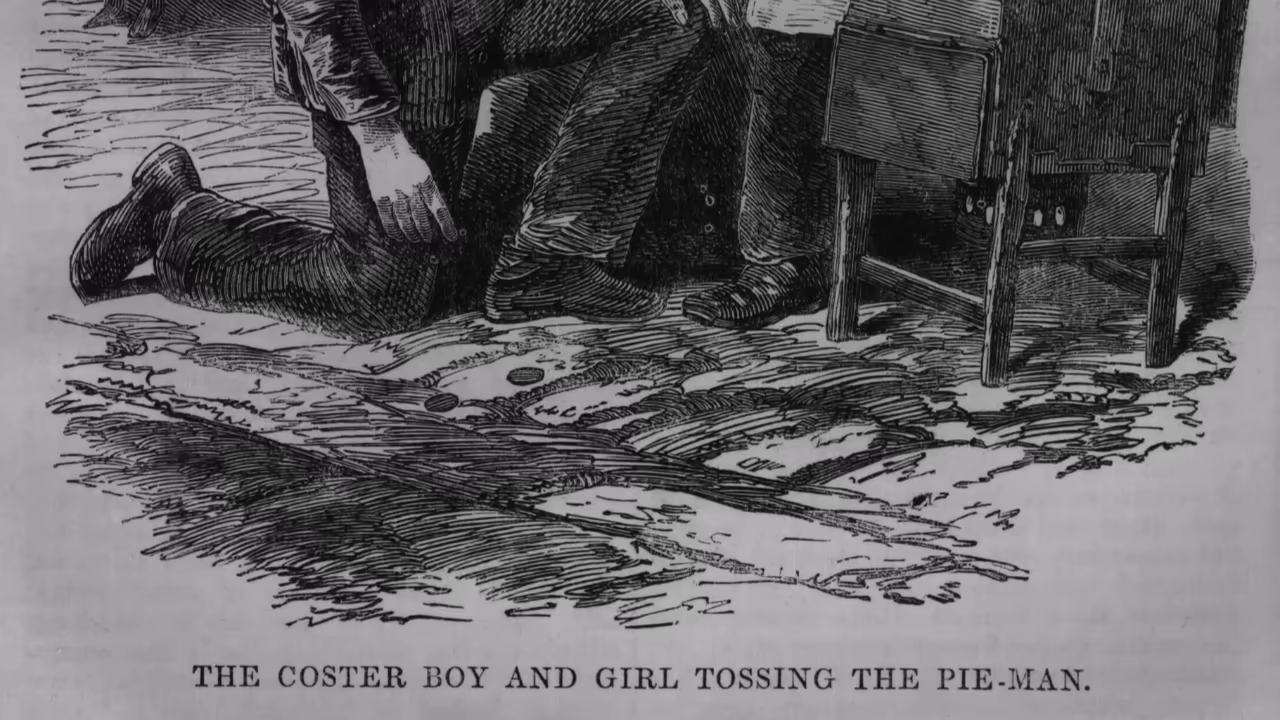 THE COSTER BOY AND GIRL TOSSING THE PIE-MAN.